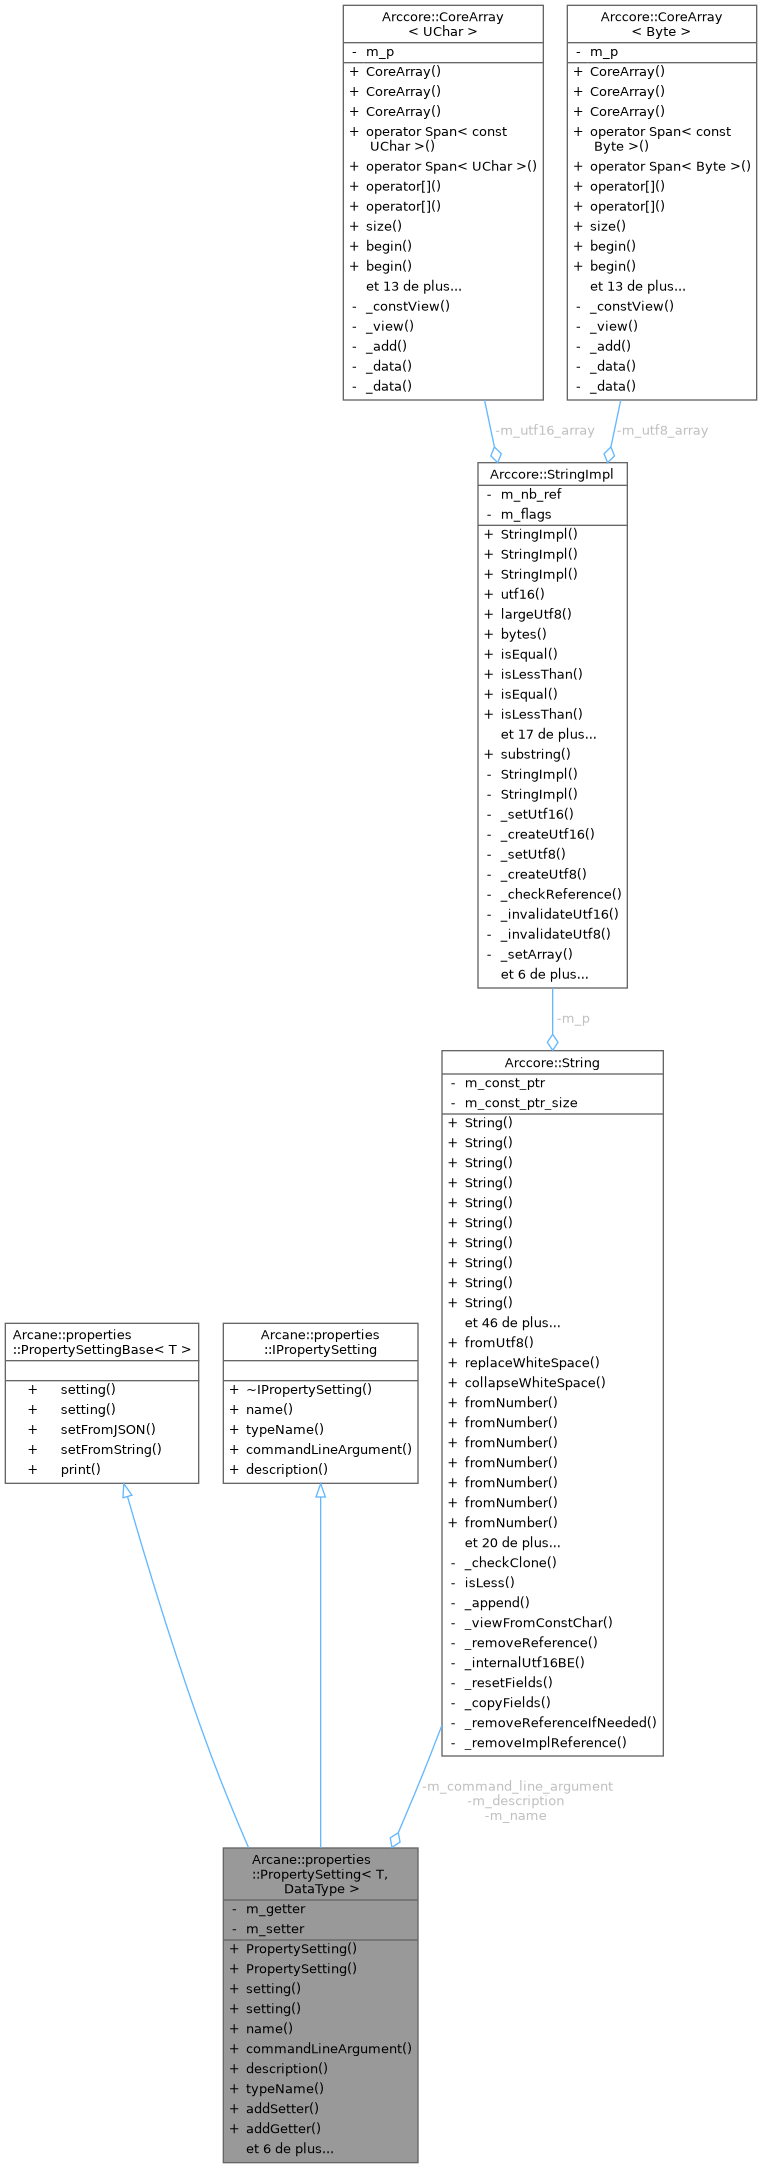 Arccore::CoreArray
< UChar >
- m_p
+ CoreArray()
+ CoreArray()
+ CoreArray()
+ operator Span< const
UChar >()
+ operator Span< UChar >()
+ operator[]()
+ operator[]()
+ size()
+ begin()
+ begin()
et 13 de plus...
- _constView()
- _view()
- _add()
- _data()
- _data()
Arccore::CoreArray
< Byte >
- m_p
+ CoreArray()
+ CoreArray()
+ CoreArray()
+ operator Span< const
Byte >()
+ operator Span< Byte >()
+ operator[]()
+ operator[]()
+ size()
+ begin()
+ begin()
et 13 de plus...
- _constView()
- _view()
- _add()
- _data()
- _data()
-m_utf16_array
-m_utf8_array
Arccore::StringImpl
- m_nb_ref
- m_flags
+ StringImpl()
+ StringImpl()
+ StringImpl()
+ utf16()
+ largeUtf8()
+ bytes()
+ isEqual()
+ isLessThan()
+ isEqual()
+ isLessThan()
et 17 de plus...
+ substring()
- StringImpl()
- StringImpl()
- _setUtf16()
- _createUtf16()
- _setUtf8()
- _createUtf8()
- _checkReference()
- _invalidateUtf16()
- _invalidateUtf8()
- _setArray()
et 6 de plus...
-m_p
Arccore::String
- m_const_ptr
- m_const_ptr_size
+ String()
+ String()
+ String()
+ String()
+ String()
+ String()
+ String()
+ String()
+ String()
+ String()
et 46 de plus...
+ fromUtf8()
+ replaceWhiteSpace()
+ collapseWhiteSpace()
+ fromNumber()
+ fromNumber()
+ fromNumber()
+ fromNumber()
+ fromNumber()
+ fromNumber()
+ fromNumber()
et 20 de plus...
- _checkClone()
- isLess()
- _append()
- _viewFromConstChar()
- _removeReference()
- _internalUtf16BE()
- _resetFields()
- _copyFields()
- _removeReferenceIfNeeded()
- _removeImplReference()
Arcane::properties
::PropertySettingBase< T >
+ setting()
+ setting()
+ setFromJSON()
+ setFromString()
+ print()
Arcane::properties
::IPropertySetting
+ ~IPropertySetting()
+ name()
+ typeName()
+ commandLineArgument()
+ description()
-m_command_line_argument
-m_description
-m_name
Arcane::properties
::PropertySetting< T,
DataType >
- m_getter
- m_setter
+ PropertySetting()
+ PropertySetting()
+ setting()
+ setting()
+ name()
+ commandLineArgument()
+ description()
+ typeName()
+ addSetter()
+ addGetter()
et 6 de plus...